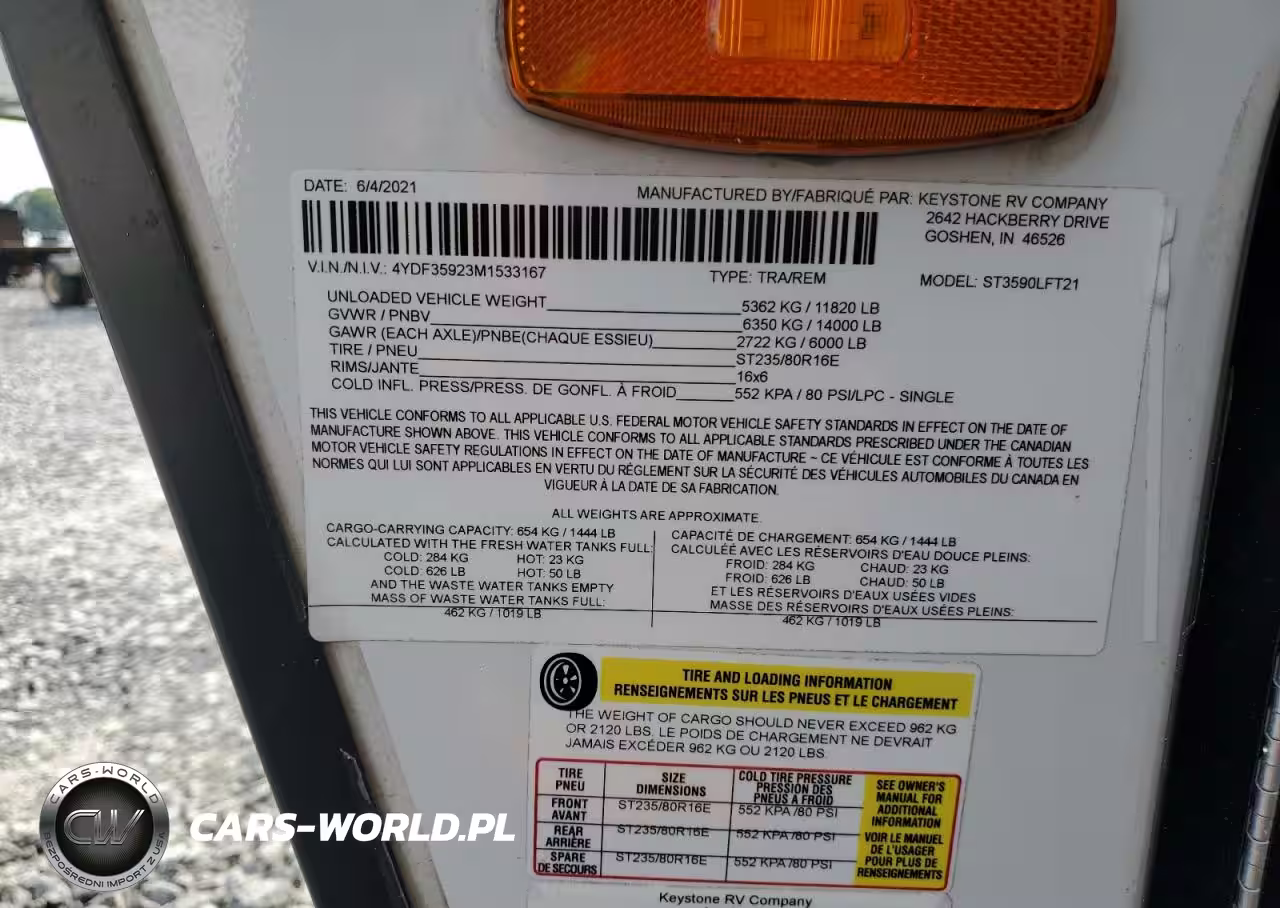 DATE: 6/4/2021
MANUFACTURED BY/FABRIQUÉ PAR: KEYSTONE RV COMPANY
2642 HACKBERRY DRIVE
GOSHEN, IN 46526
V.I.N./N.I.V.: 4YDF35923M1533167 TYPE: TRA/REM MODEL: ST3590LFT21
UNLOADED VEHICLE WEIGHT 5362 KG / 11820 LB
GVWR / PNBV 6350 KG / 14000 LB
GAWR (EACH AXLE)/PNBE(CHAQUE ESSIEU) 2722 KG / 6000 LB
TIRE / PNEU ST235/80R16E
RIMS/JANTE 16x6
COLD INFL. PRESS/PRESS. DE GONFL. À FROID 552 KPA / 80 PSI/LPC - SINGLE
THIS VEHICLE CONFORMS TO ALL APPLICABLE U.S. FEDERAL MOTOR VEHICLE SAFETY STANDARDS IN EFFECT ON THE DATE OF
MANUFACTURE SHOWN ABOVE. THIS VEHICLE CONFORMS TO ALL APPLICABLE STANDARDS PRESCRIBED UNDER THE CANADIAN
MOTOR VEHICLE SAFETY REGULATIONS IN EFFECT ON THE DATE OF MANUFACTURE ~ CE VÉHICULE EST CONFORME À TOUTES LES
NORMES QUI LUI SONT APPLICABLES EN VERTU DU RÉGLEMENT SUR LA SÉCURITÉ DES VÉHICULES AUTOMOBILES DU CANADA EN
VIGUEUR À LA DATE DE SA FABRICATION.
ALL WEIGHTS ARE APPROXIMATE.
CARGO-CARRYING CAPACITY: 654 KG / 1444 LB
CALCULATED WITH THE FRESH WATER TANKS FULL:
COLD: 284 KG HOT: 23 KG
COLD: 626 LB HOT: 50 LB
AND THE WASTE WATER TANKS EMPTY
MASS OF WASTE WATER TANKS FULL:
462 KG / 1019 LB
CAPACITÉ DE CHARGEMENT: 654 KG / 1444 LB
CALCULÉE AVEC LES RÉSERVOIRS D'EAU DOUCE PLEINS:
FROID: 284 KG CHAUD: 23 KG
FROID: 626 LB CHAUD: 50 LB
ET LES RÉSERVOIRS D'EAUX USÉES VIDES
MASSE DES RÉSERVOIRS D'EAUX USÉES PLEINS:
462 KG / 1019 LB
TIRE AND LOADING INFORMATION
RENSEIGNEMENTS SUR LES PNEUS ET LE CHARGEMENT
THE WEIGHT OF CARGO SHOULD NEVER EXCEED 962 KG
OR 2120 LBS. LE POIDS DE CHARGEMENT NE DEVRAIT
JAMAIS EXCÉDER 962 KG OU 2120 LBS.
TIRE
PNEU
SIZE
DIMENSIONS
COLD TIRE PRESSURE
PRESSION DES
PNEUS A FROID
FRONT
AVANT
ST235/80R16E 552 KPA /80 PSI
REAR
ARRIÈRE
ST235/80R16E 552 KPA /80 PSI
SPARE
DE SECOURS
ST235/80R16E 552 KPA /80 PSI
SEE OWNER'S
MANUAL FOR
ADDITIONAL
INFORMATION
VOIR LE MANUEL
DE L'USAGER
POUR PLUS DE
RENSEIGNEMENTS
Keystone RV Company
CARS-WORLD
CW
BEZPOŚREDNI IMPORT Z USA
CARS-WORLD.PL